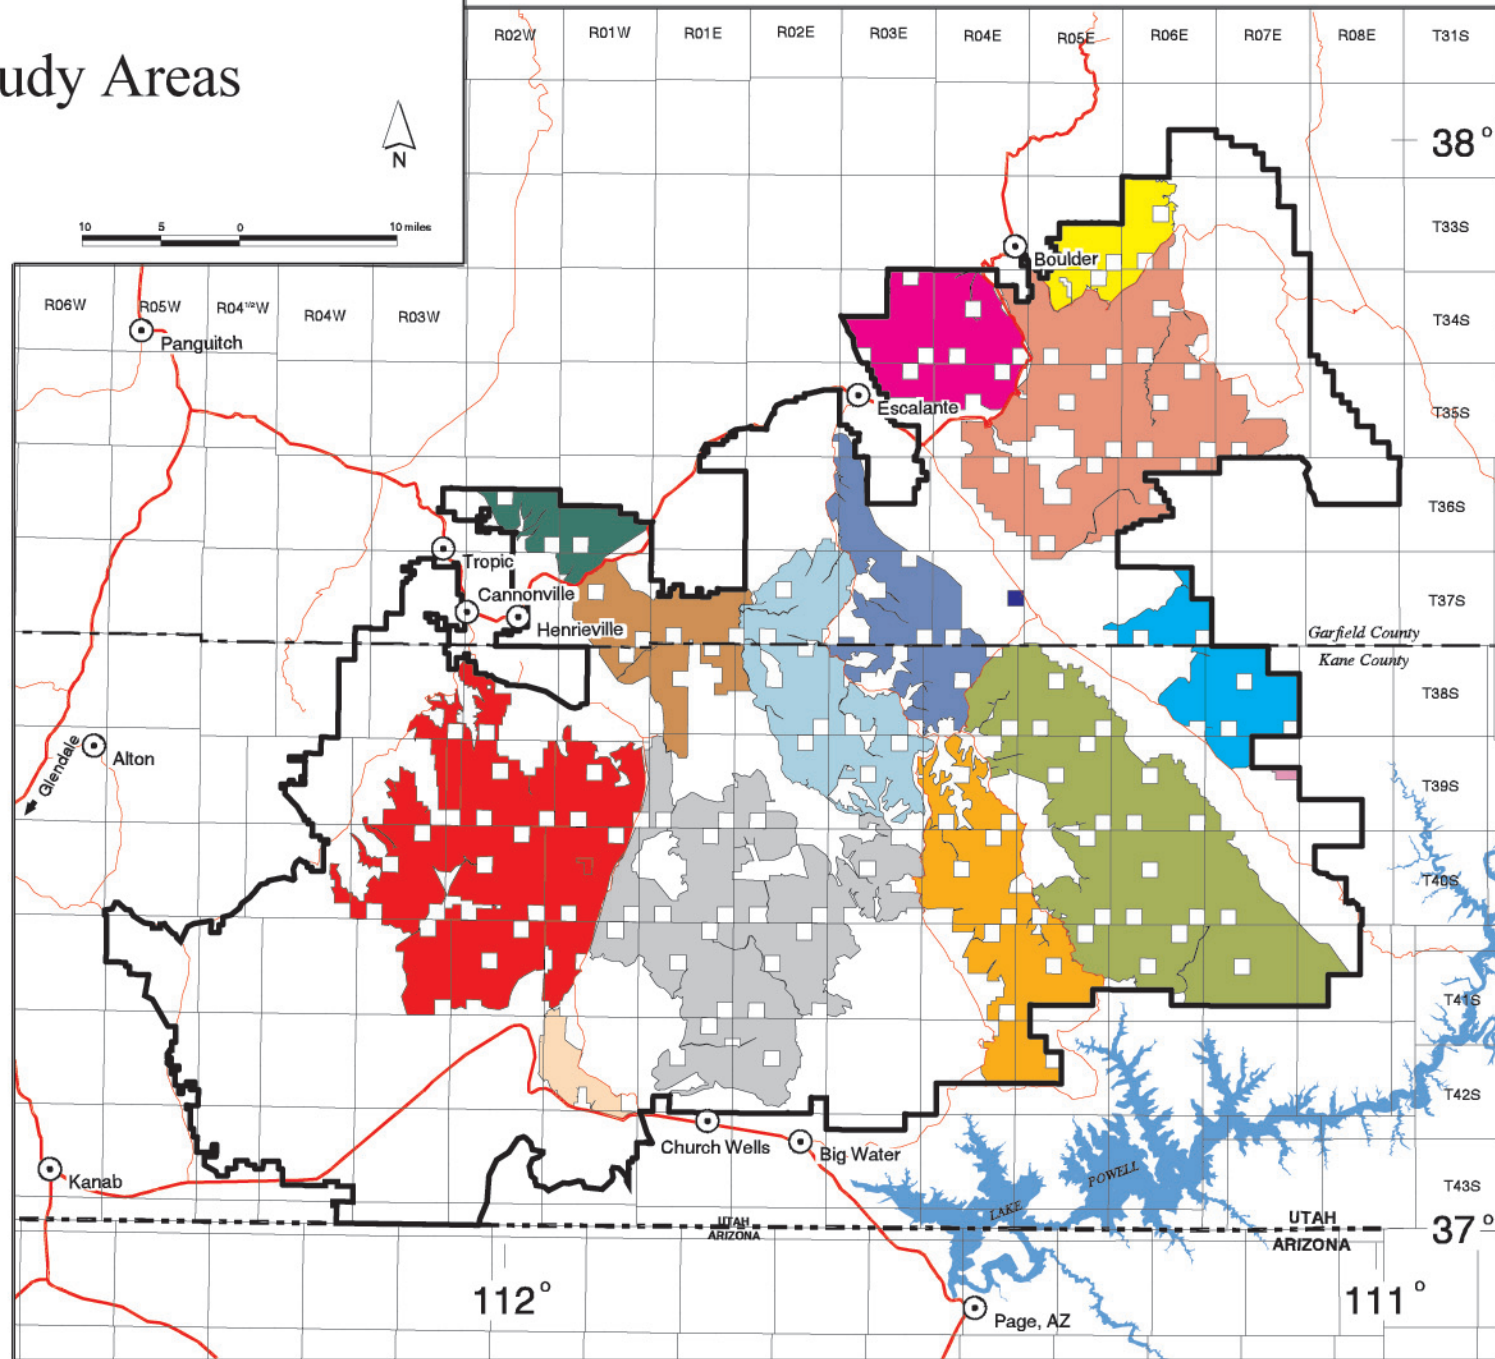 udy Areas
N
10 5 0 10 miles
R02W R01W R01E R02E R03E R04E R05E R06E R07E R08E T31S
38°
T33S
Boulder
R06W R05W R04½W R04W R03W
T34S
Panguitch
Escalante
T35S
T36S
Tropic
Cannonville
T37S
Henrieville
Garfield County
Kane County
T38S
Glendale
Alton
T39S
T40S
T41S
T42S
Church Wells
Big Water
Kanab
POWELL
T43S
LAKE
UTAH
ARIZONA
UTAH
ARIZONA
37°
112°
111°
Page, AZ